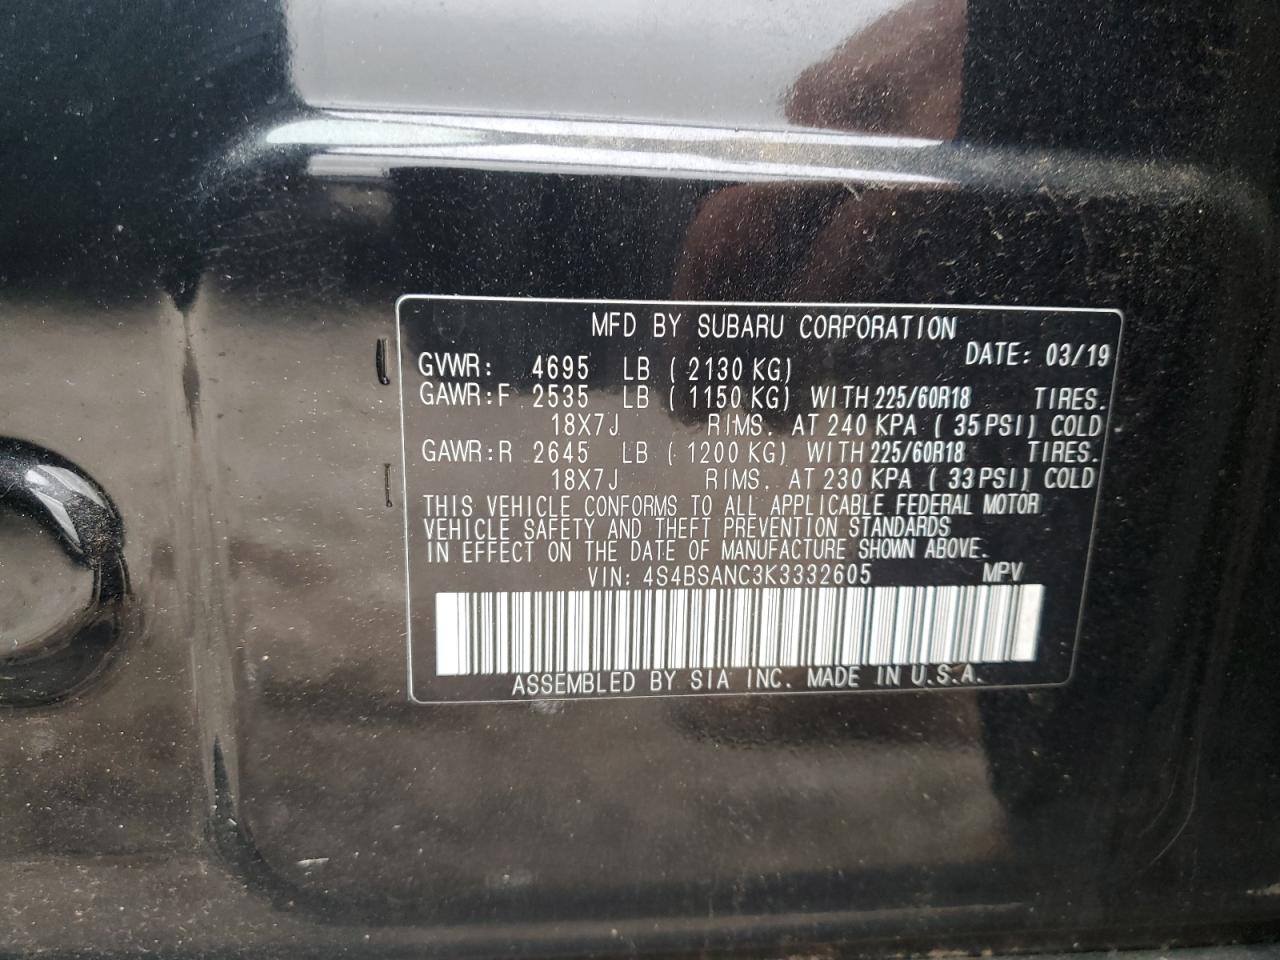 MFD BY SUBARU CORPORATION
DATE: 03/19
GVWR: 4695 LB ( 2130 KG)
GAWR:F 2535 LB ( 1150 KG) WITH 225/60R18 TIRES.
18X7J RIMS. AT 240 KPA ( 35 PSI) COLD
GAWR:R 2645 LB ( 1200 KG) WITH 225/60R18 TIRES.
18X7J RIMS. AT 230 KPA ( 33 PSI) COLD
THIS VEHICLE CONFORMS TO ALL APPLICABLE FEDERAL MOTOR
VEHICLE SAFETY AND THEFT PREVENTION STANDARDS
IN EFFECT ON THE DATE OF MANUFACTURE SHOWN ABOVE.
VIN: 4S4BSANC3K3332605 MPV
ASSEMBLED BY SIA INC. MADE IN U.S.A.